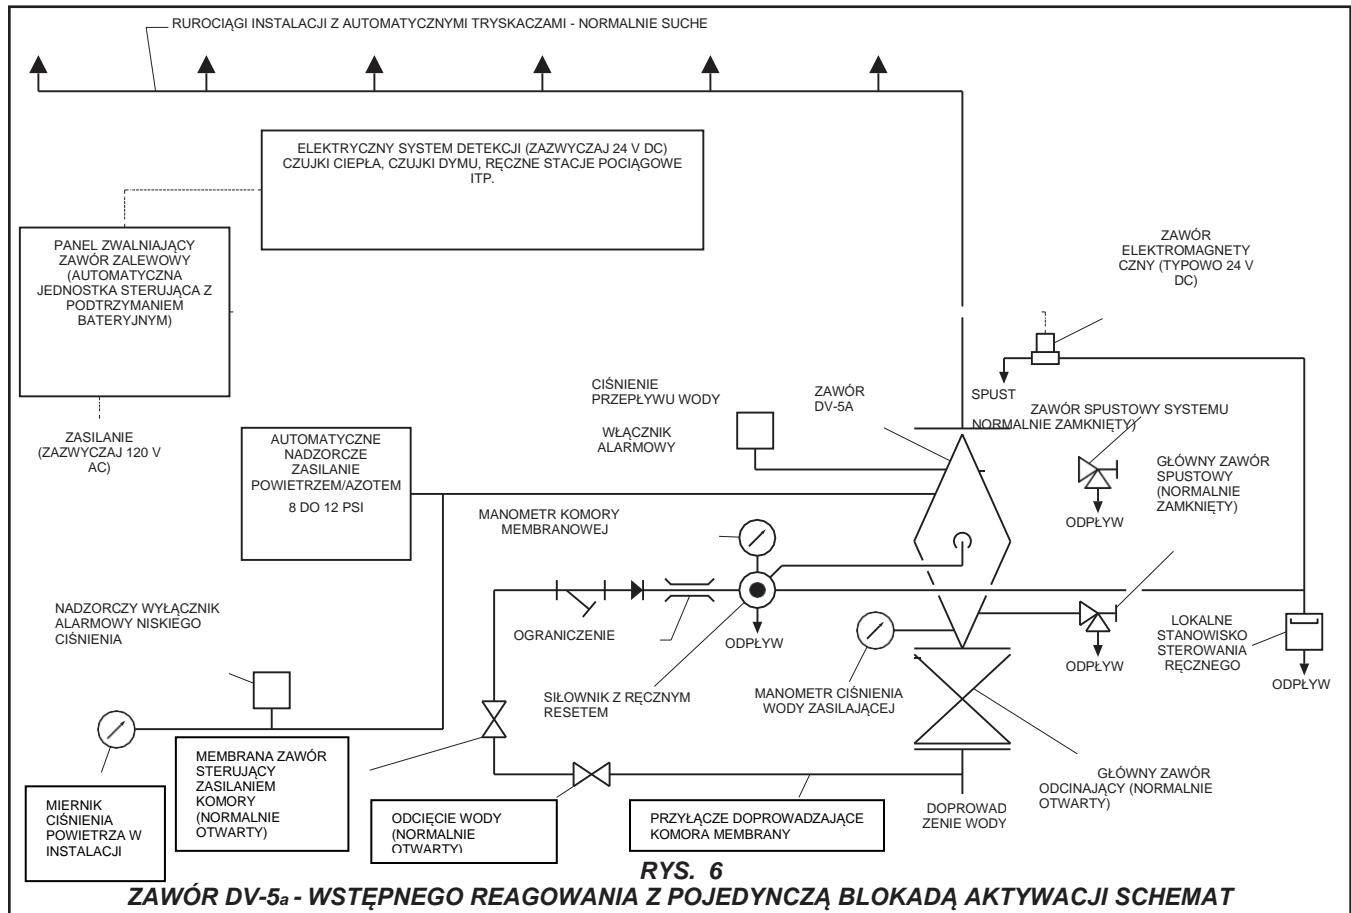 RUROCIĄGI INSTALACJI Z AUTOMATYCZNYMI TRYSKACZAMI - NORMALNIE SUCHE
ELEKTRYCZNY SYSTEM DETEKCJI (ZAZWYCZAJ 24 V DC)
CZUJKI CIEPŁA, CZUJKI DYMU, RĘCZNE STACJE POCIĄGOWE
ITP.
PANEL ZWALNIAJĄCY
ZAWÓR ZALEWOWY
(AUTOMATYCZNA
JEDNOSTKA STERUJĄCA Z
PODTRZYMANIEM
BATERYJNYM)
ZAWÓR
ELEKTROMAGNETY
CZNY (TYPOWO 24 V
DC)
ZASILANIE
(ZAZWYCZAJ 120 V
AC)
AUTOMATYCZNE
NADZORCZE
ZASILANIE
POWIETRZEM/AZOTEM
8 DO 12 PSI
CIŚNIENIE
PRZEPŁYWU WODY
WŁĄCZNIK
ALARMOWY
ZAWÓR
DV-5A
SPUST
ZAWÓR SPUSTOWY SYSTEMU
NORMALNIE ZAMKNIĘTY)
ODPŁYW
GŁÓWNY ZAWÓR
SPUSTOWY
(NORMALNIE
ZAMKNIĘTY)
MANOMETR KOMORY
MEMBRANOWEJ
NADZORCZY WYŁĄCZNIK
ALARMOWY NISKIEGO
CIŚNIENIA
OGRANICZENIE
ODPŁYW
ODPŁYW
LOKALNE
STANOWISKO
STEROWANIA
RĘCZNEGO
ODPŁYW
SIŁOWNIK Z RĘCZNYM
RESETEM
MANOMETR CIŚNIENIA
WODY ZASILAJĄCEJ
MIERNIK
CIŚNIENIA
POWIETRZA W
INSTALACJI
MEMBRANA ZAWÓR
STERUJĄCY
ZASILANIEM
KOMORY
(NORMALNIE
OTWARTY)
ODCIĘCIE WODY
(NORMALNIE
OTWARTY)
PRZYŁĄCZE DOPROWADZAJĄCE
KOMORA MEMBRANY
DOPROWAD
ZENIE WODY
GŁÓWNY ZAWÓR
ODCINAJĄCY (NORMALNIE
OTWARTY)
RYS. 6
ZAWÓR DV-5a - WSTĘPNEGO REAGOWANIA Z POJEDYNCZĄ BLOKADĄ AKTYWACJI SCHEMAT